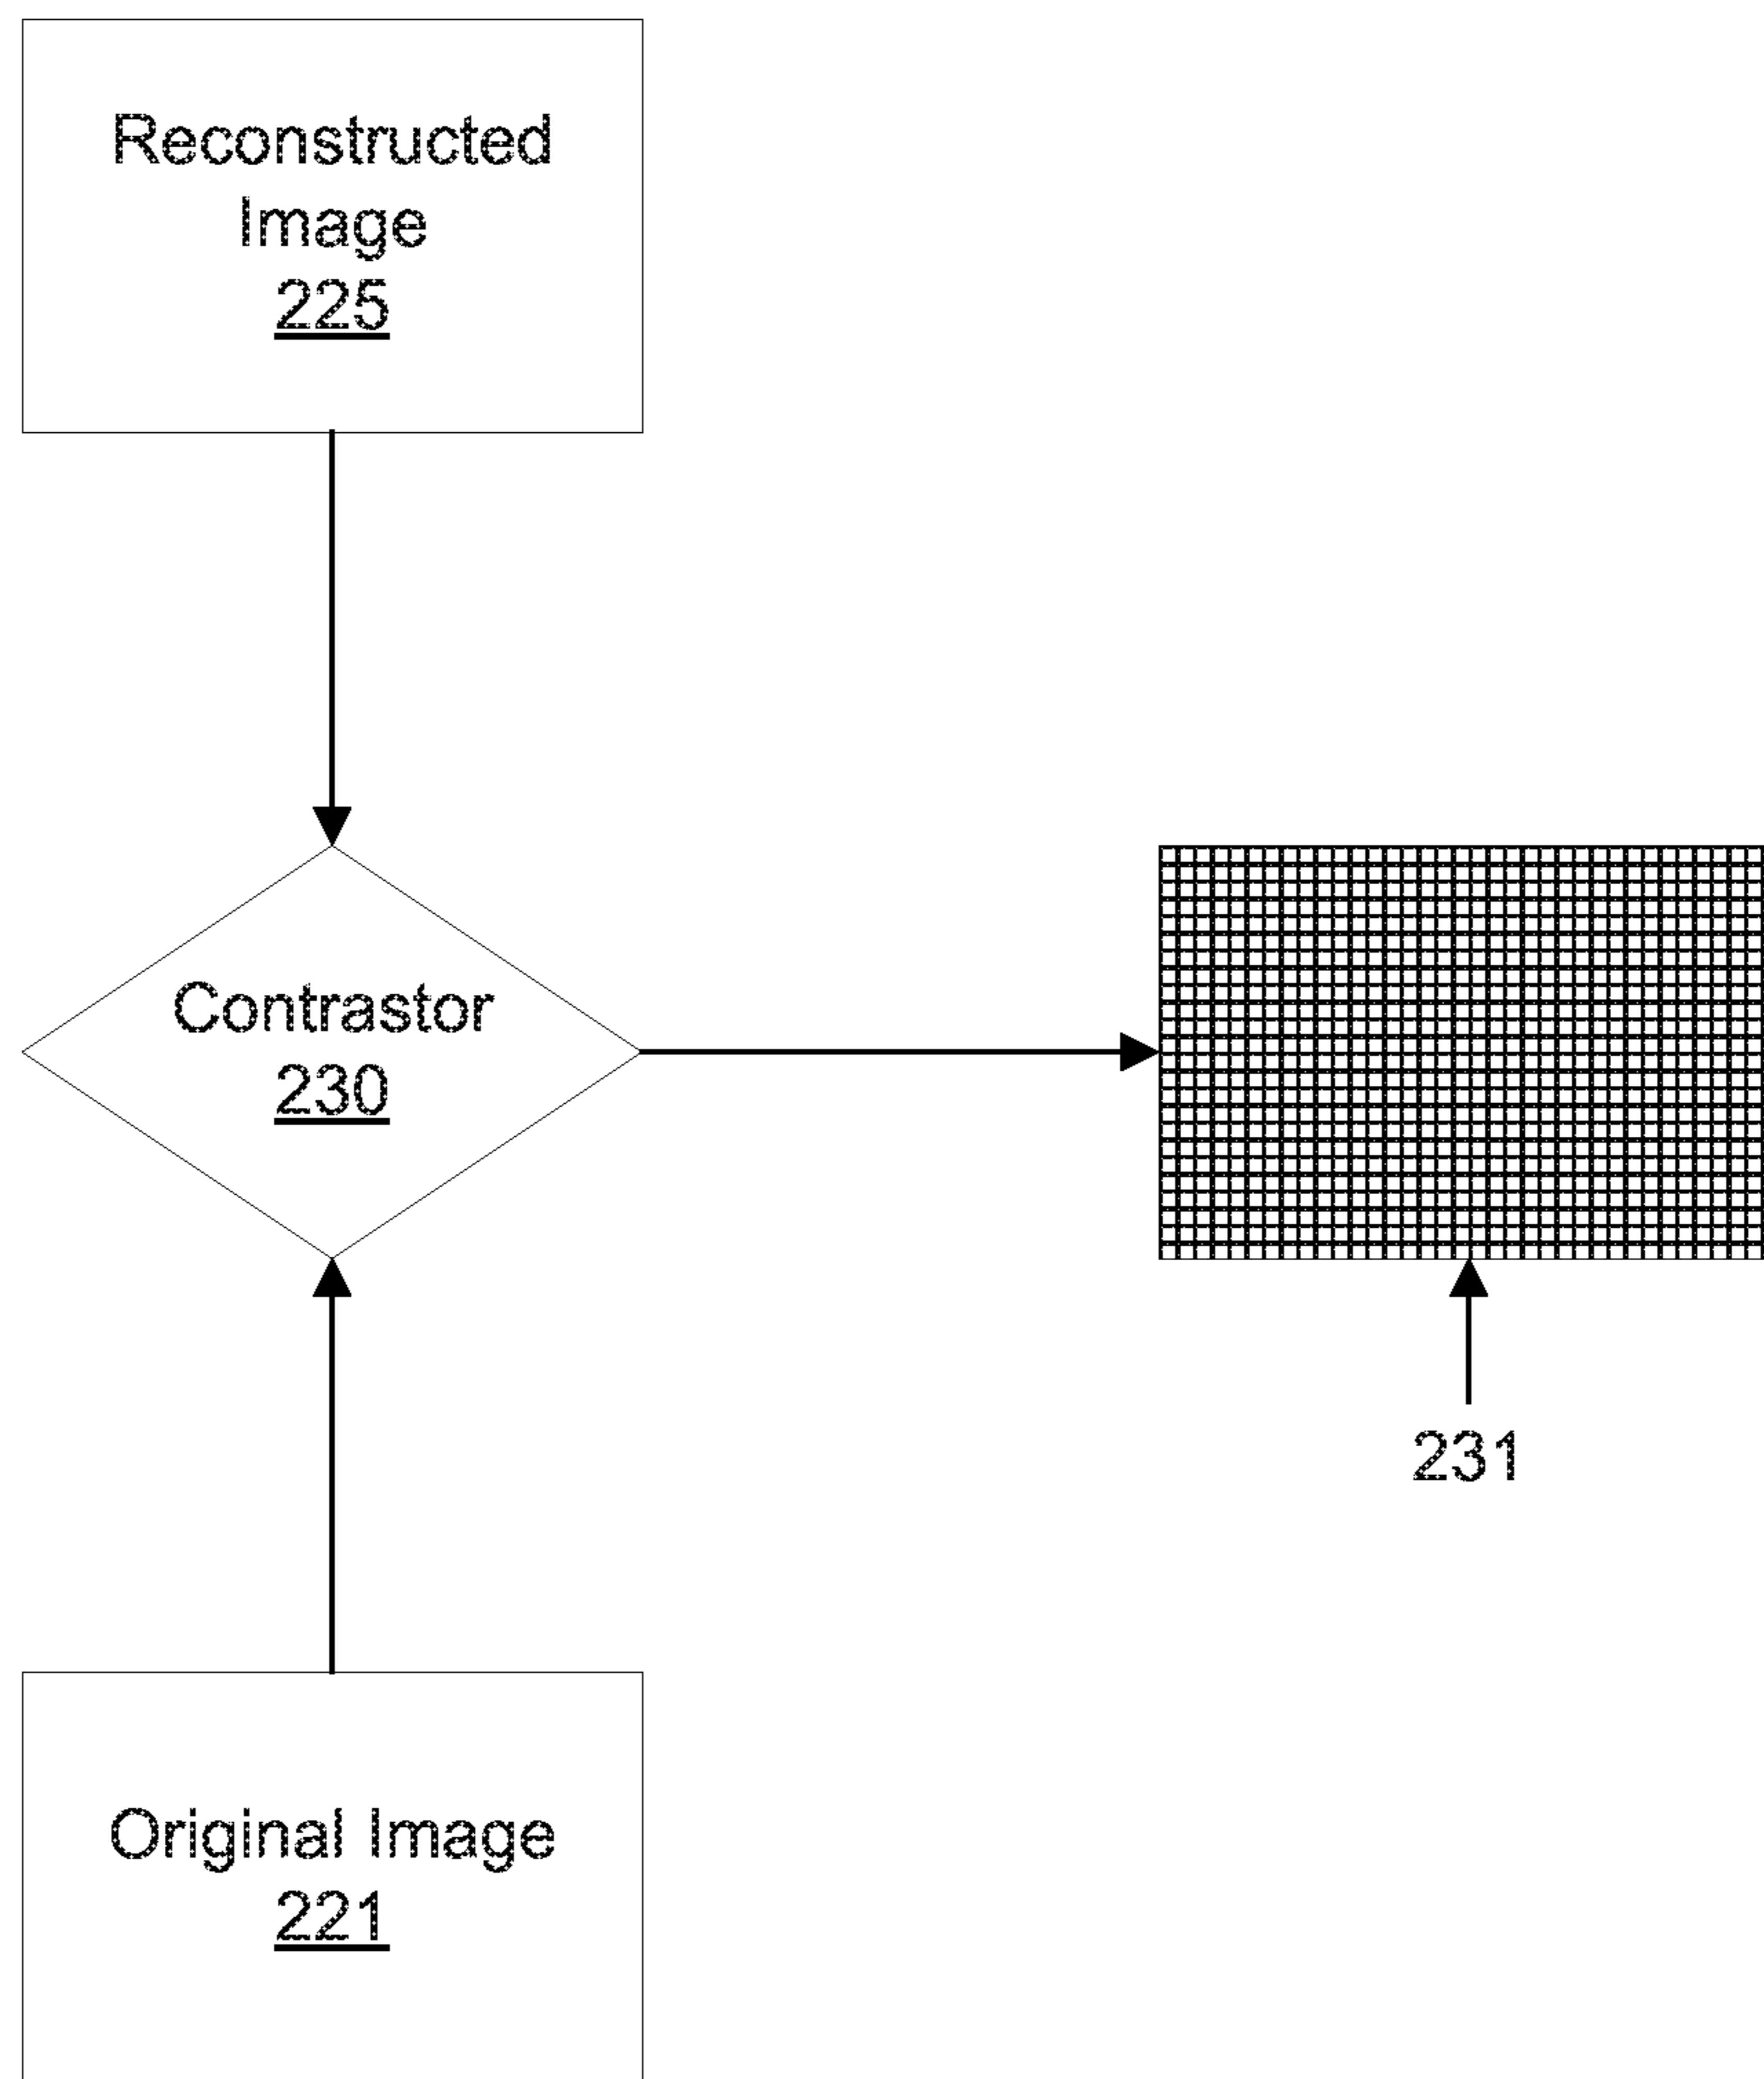 Reconstructed
Image
225
Contrastor
230
231
Original Image
221